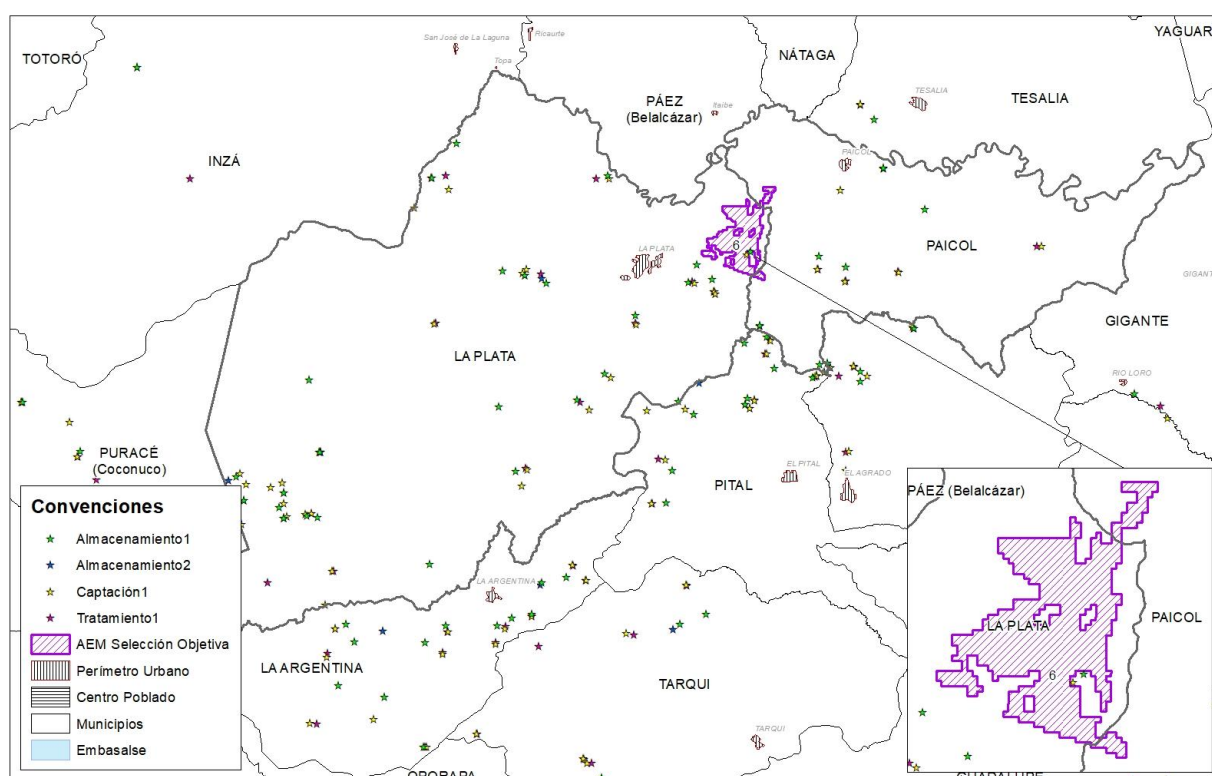 San José de La Laguna
Ricaurte
YAGUAR
TOTORÓ
NÁTAGA
Topa
TESALIA
TESALIA
PÁEZ
(Belalcázar)
Itaibe
INZÁ
PAICOL
PAICOL
6
LA PLATA
GIGANT
GIGANTE
LA PLATA
RIO LORO
PURACÉ
(Coconuco)
PITAL
EL PITAL
EL AGRADO
Convenciones
Almacenamiento1
Almacenamiento2
Captación1
Tratamiento1
AEM Selección Objetiva
Perímetro Urbano
Centro Poblado
Municipios
Embasalse
LA ARGENTINA
LA ARGENTINA
TARQUI
TARQUI
OPORAPA
PÁEZ (Belalcázar)
PAICOL
LA PLATA
6
GUADALUPE